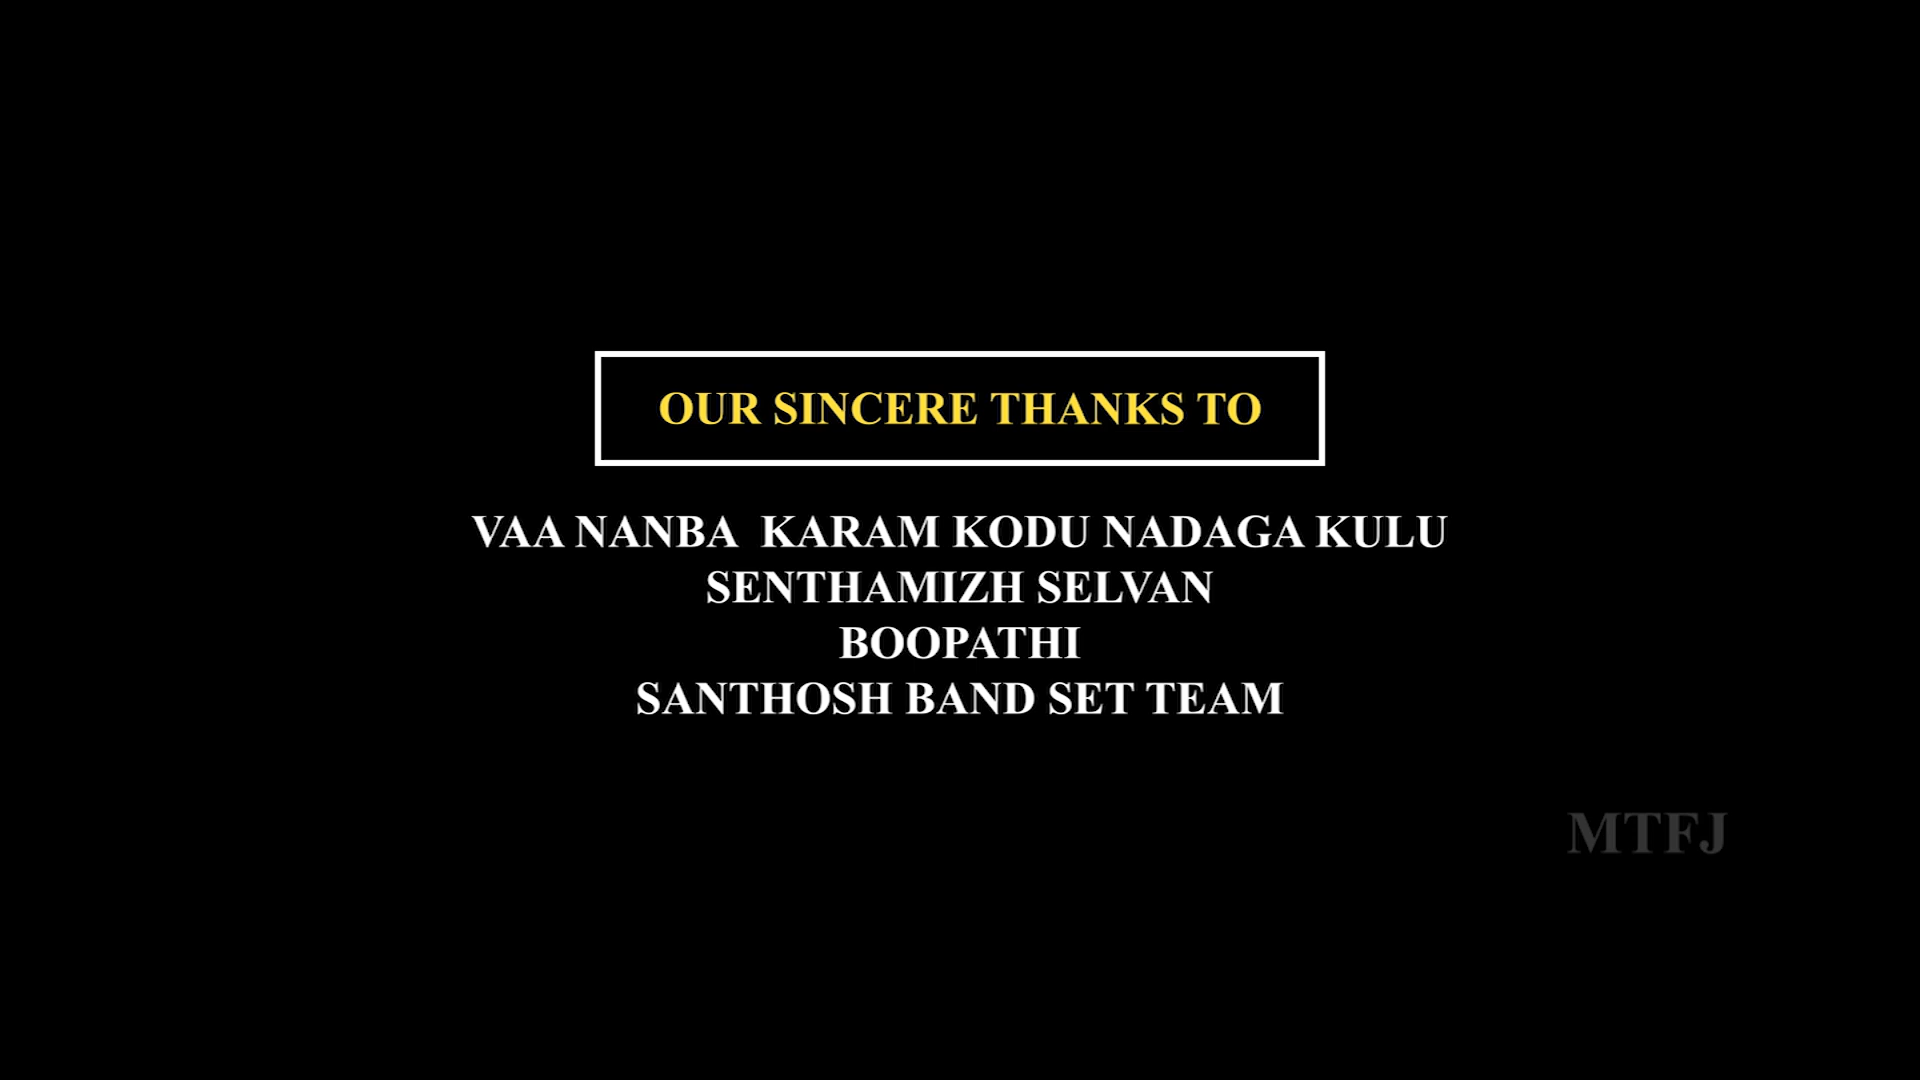 OUR SINCERE THANKS TO
VAA NANBA  KARAM KODU NADAGA KULU
SENTHAMIZH SELVAN
BOOPATHI
SANTHOSH BAND SET TEAM
MTFJ